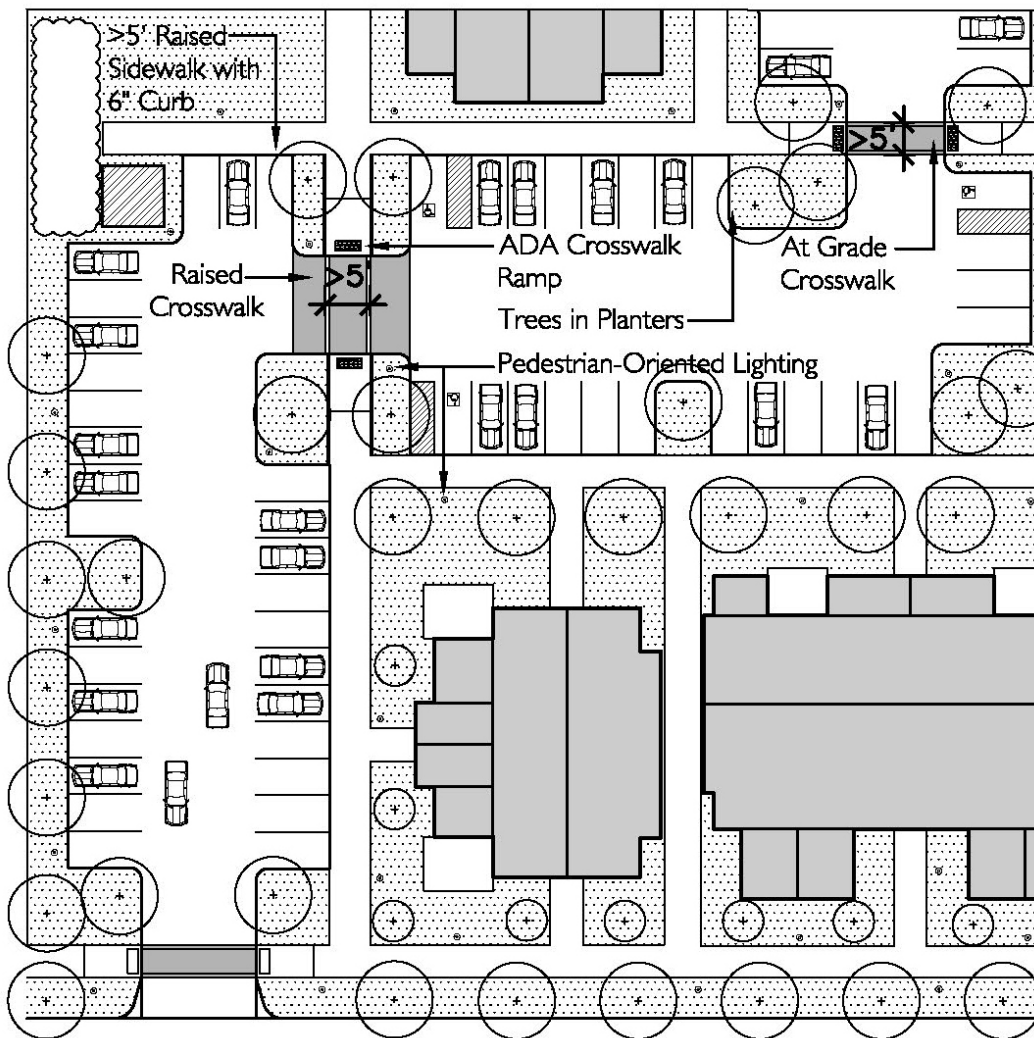 >5' Raised
Sidewalk with
6" Curb
>5'
ADA Crosswalk
Ramp
At Grade
Crosswalk
Raised
Crosswalk
>5'
Trees in Planters
Pedestrian-Oriented Lighting